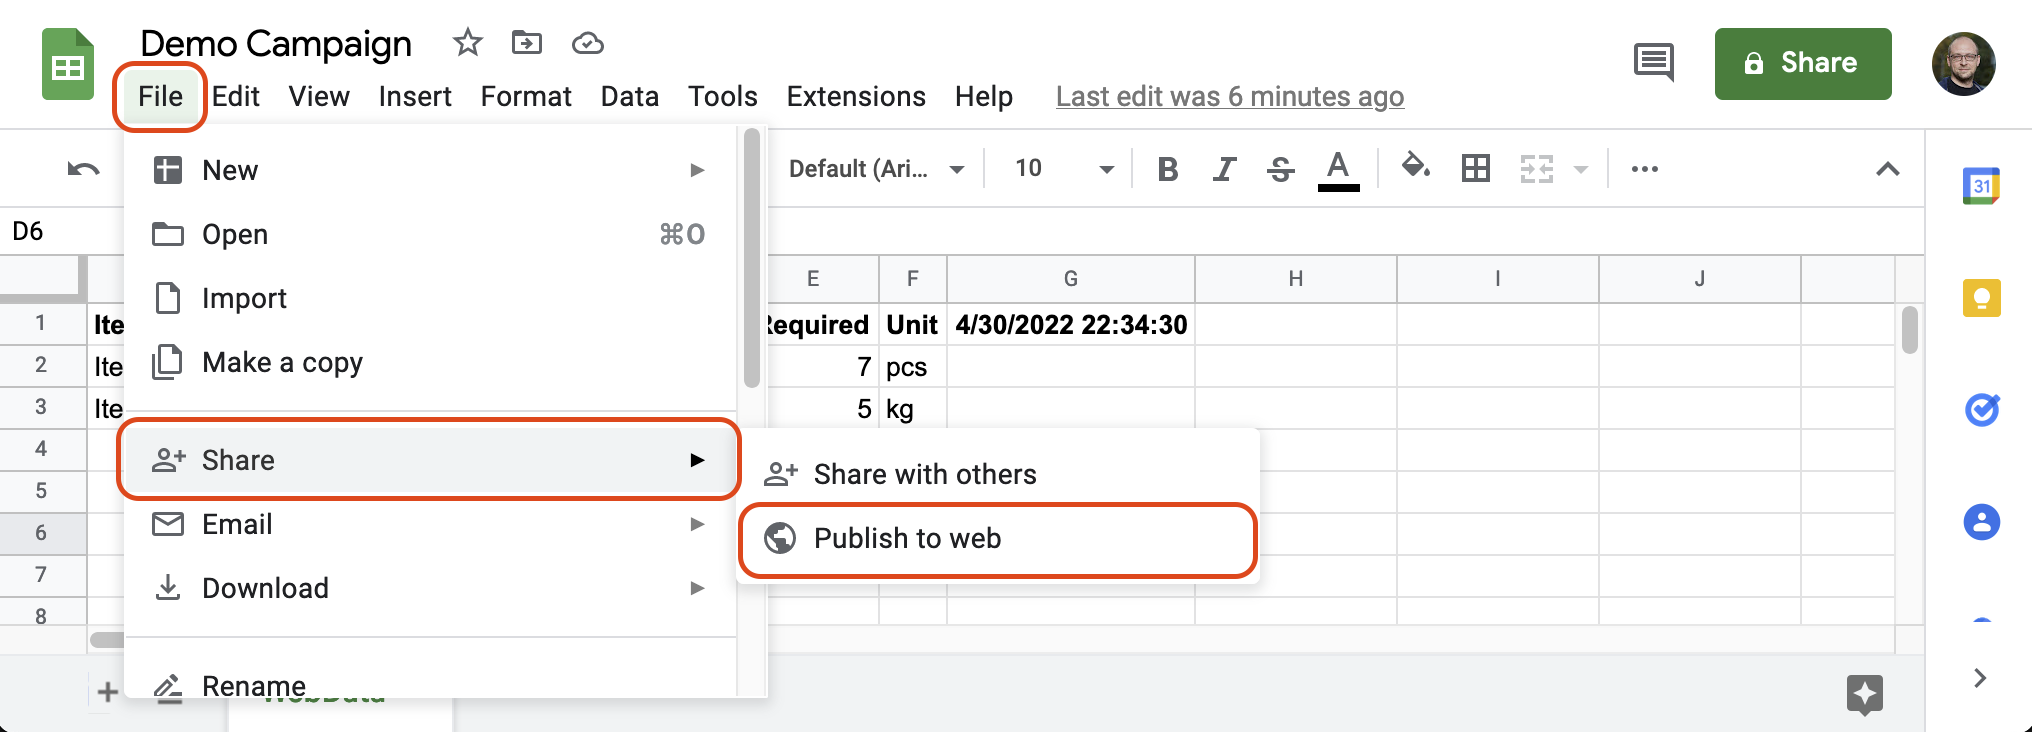 Demo Campaign
File Edit View Insert Format Data Tools Extensions Help Last edit was 6 minutes ago
Share
New
Default (Ari... 10 B I S A
31
D6
Open ⌘O
E F G H I J
Import
1 Ite Required Unit 4/30/2022 22:34:30
2 Ite 7 pcs
Make a copy
3 Ite 5 kg
4
Share
Share with others
5
Email
6
Publish to web
7
Download
8
Rename
WebData